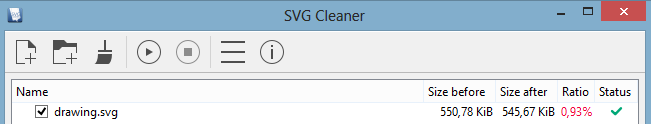 SVG Cleaner
Name Size before Size after Ratio Status
drawing.svg 550,78 KiB 545,67 KiB 0,93%